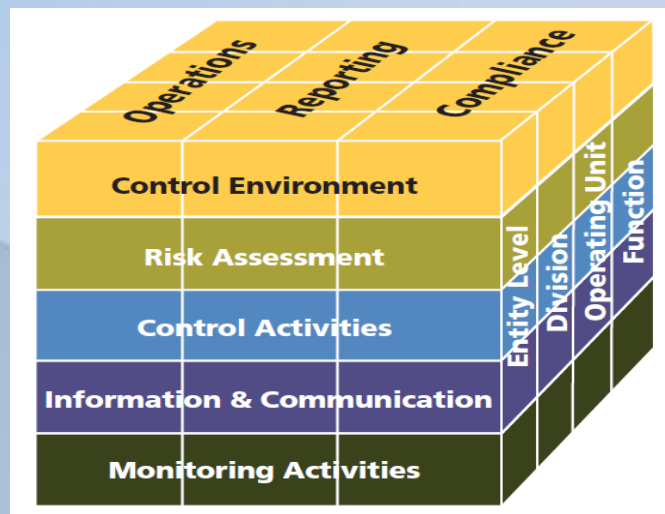 Operations
Reporting
Compliance
Control Environment
Risk Assessment
Control Activities
Information & Communication
Monitoring Activities
Entity Level
Division
Operating Unit
Function